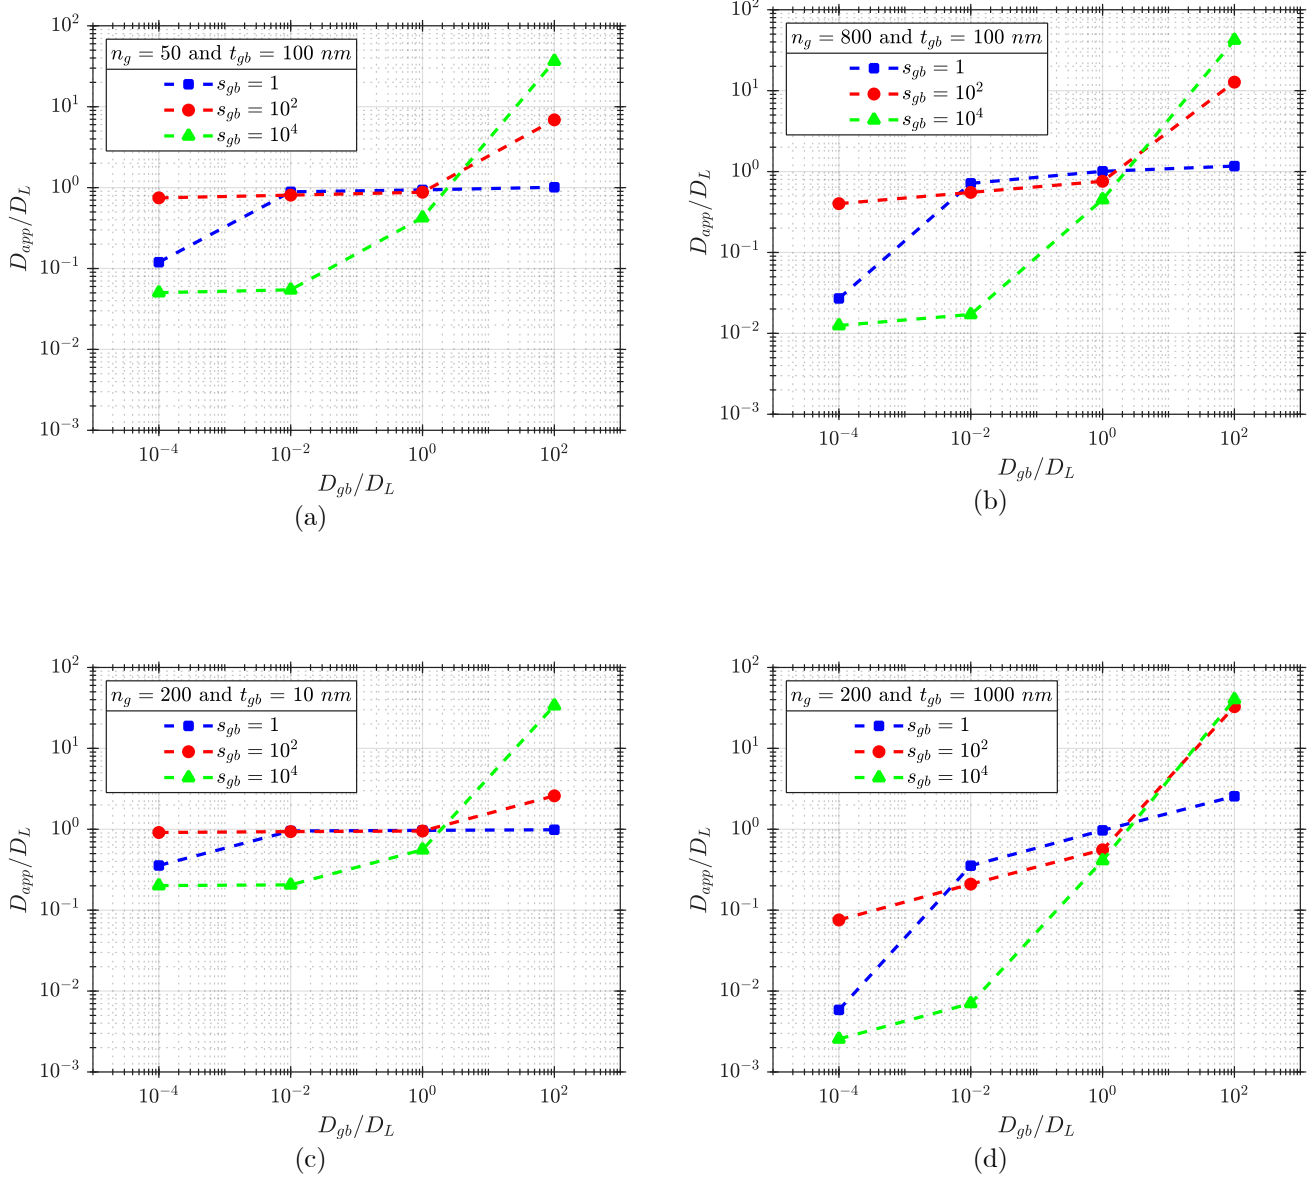 n_g = 50 and t_gb = 100 nm
s_gb = 1
s_gb = 10^2
s_gb = 10^4
10^2
10^1
10^0
10^−1
10^−2
10^−3
D_app/D_L
10^−4 10^−2 10^0 10^2
D_gb/D_L
(a)
n_g = 800 and t_gb = 100 nm
s_gb = 1
s_gb = 10^2
s_gb = 10^4
10^2
10^1
10^0
10^−1
10^−2
10^−3
D_app/D_L
10^−4 10^−2 10^0 10^2
D_gb/D_L
(b)
n_g = 200 and t_gb = 10 nm
s_gb = 1
s_gb = 10^2
s_gb = 10^4
10^2
10^1
10^0
10^−1
10^−2
10^−3
D_app/D_L
10^−4 10^−2 10^0 10^2
D_gb/D_L
(c)
n_g = 200 and t_gb = 1000 nm
s_gb = 1
s_gb = 10^2
s_gb = 10^4
10^2
10^1
10^0
10^−1
10^−2
10^−3
D_app/D_L
10^−4 10^−2 10^0 10^2
D_gb/D_L
(d)